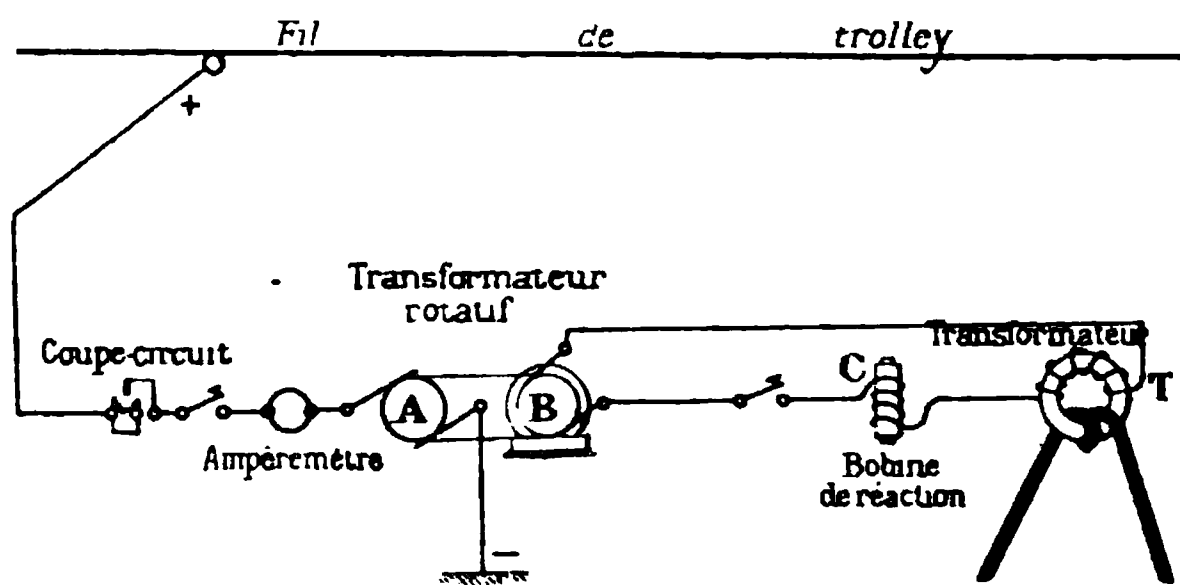 Fil de trolley
+
Transformateur
rotatif
Coupe-circuit
Transformateur
A
B
C
T
Ampèremètre
Bobine
de réaction
−